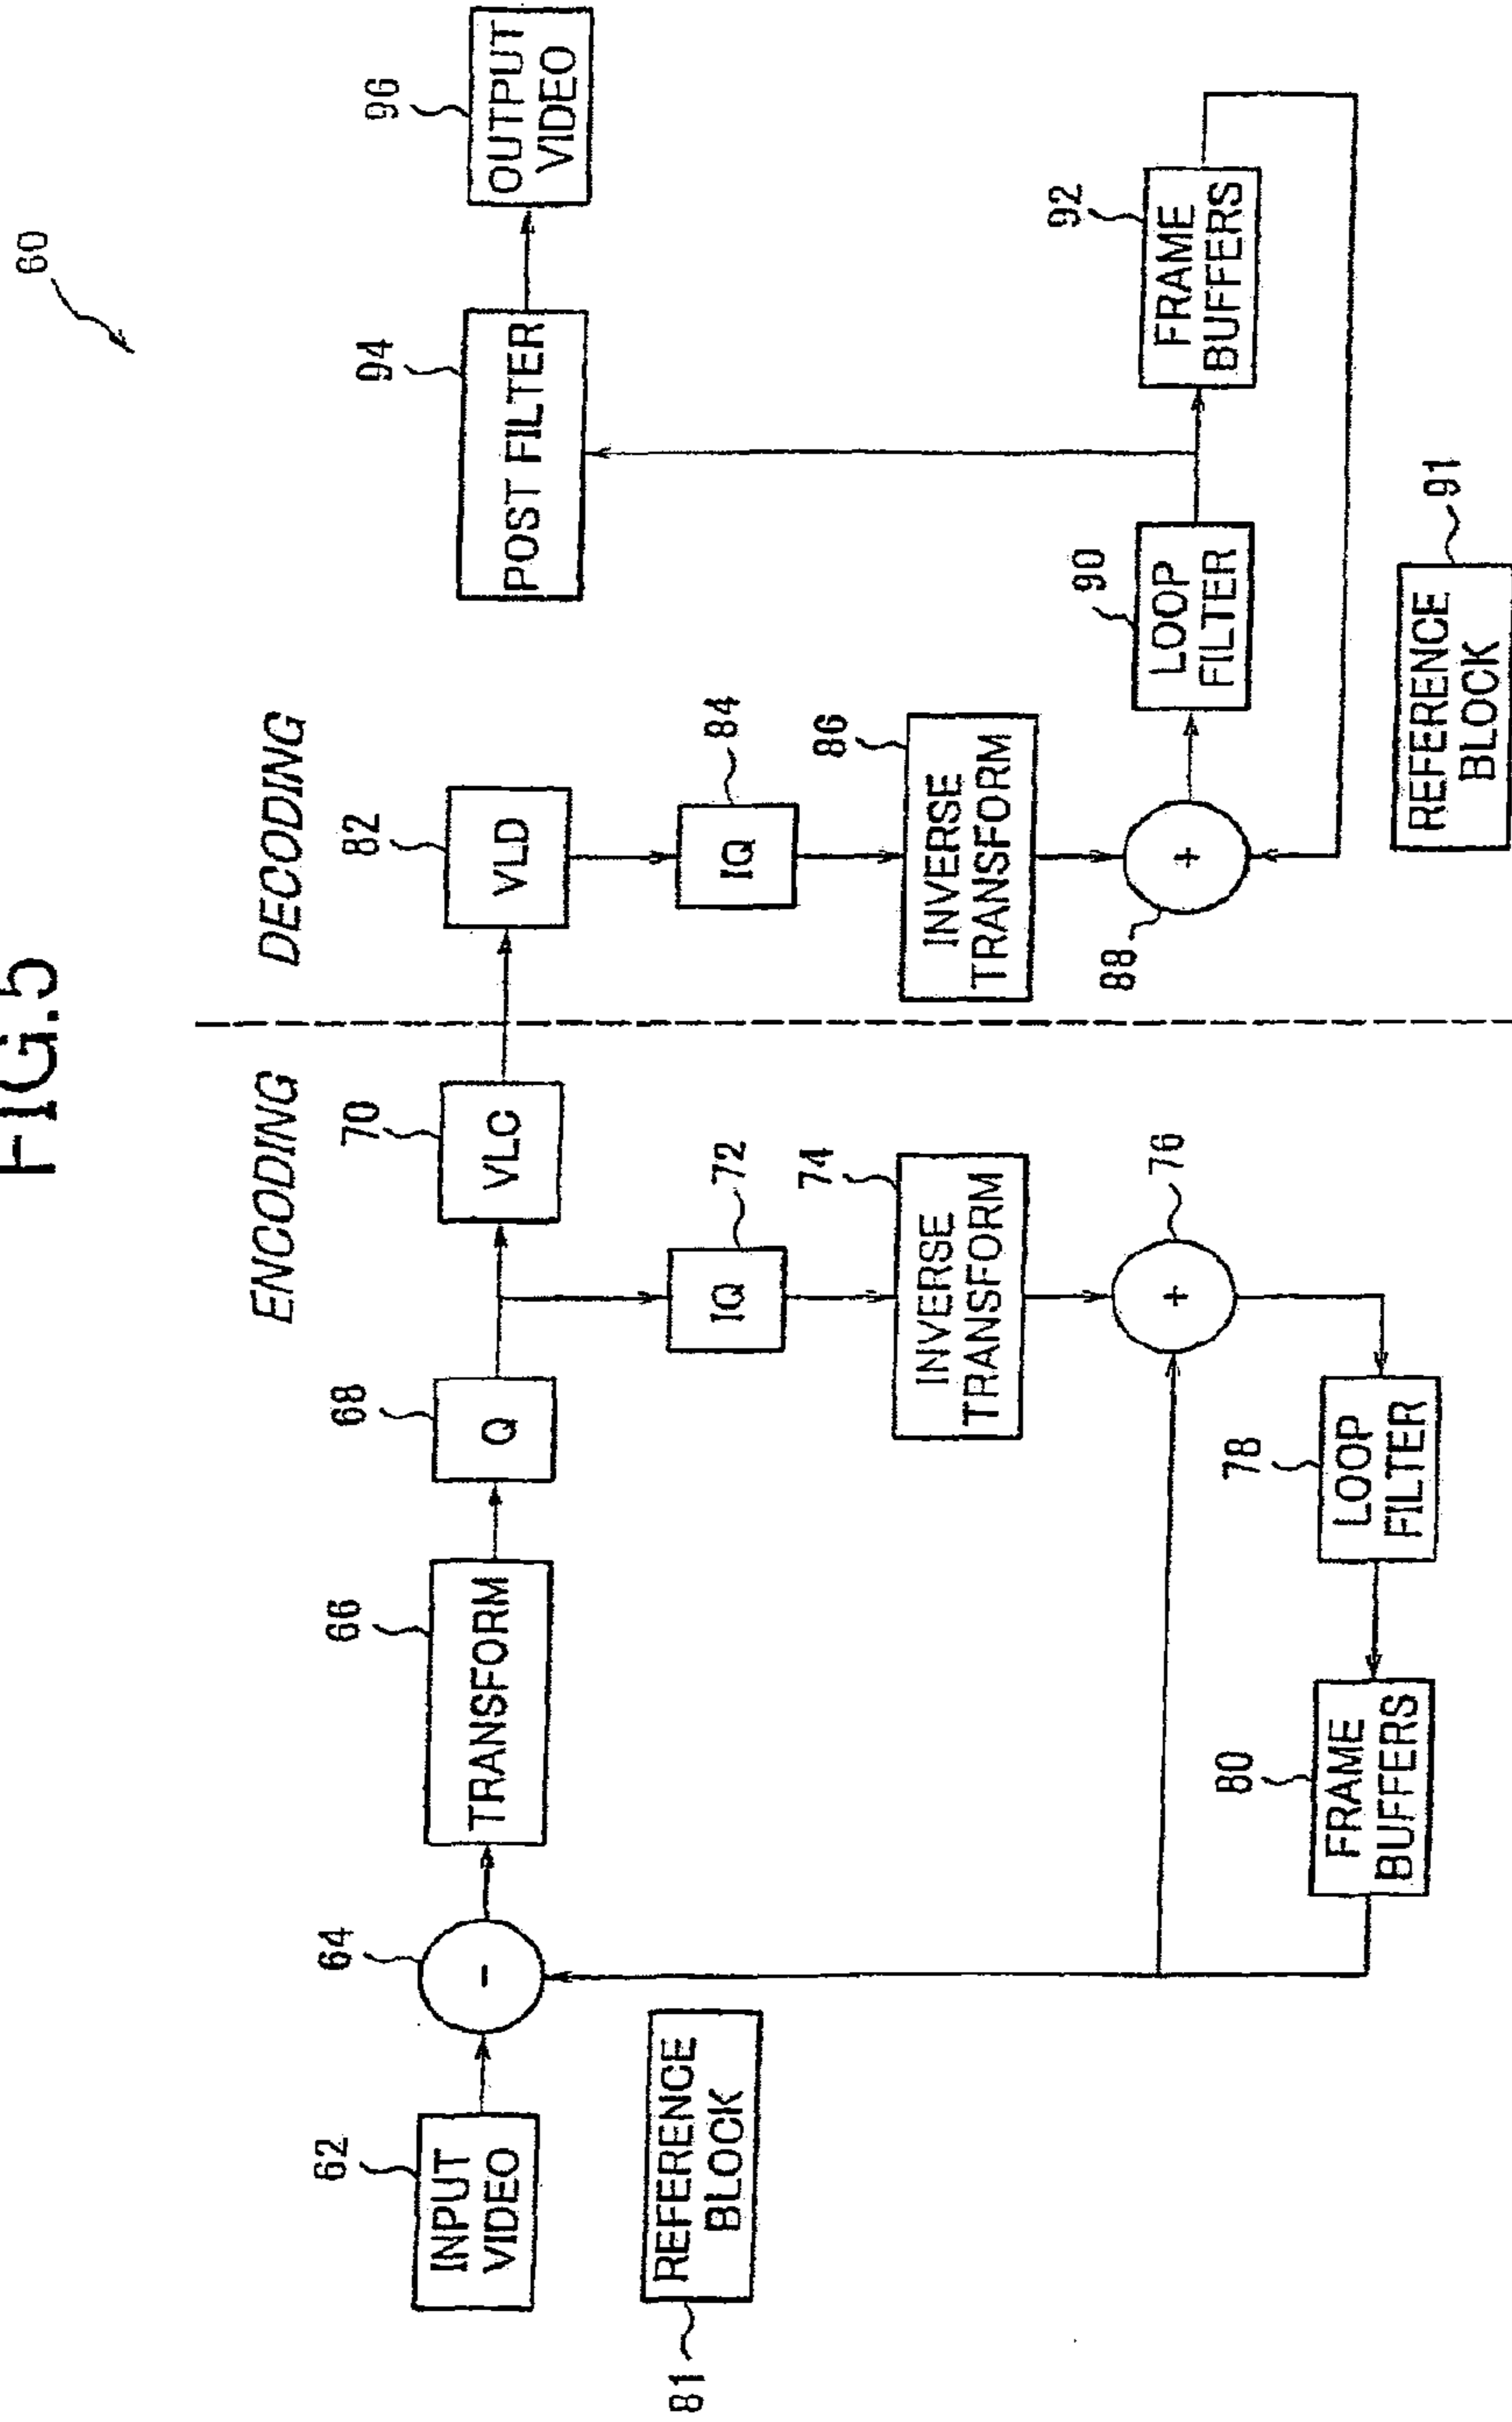 FIG.5
60
ENCODING
DECODING
62
INPUT
VIDEO
64
-
66
TRANSFORM
68
Q
70
VLC
82
VLD
94
POST FILTER
96
OUTPUT
VIDEO
72
IQ
84
IQ
74
INVERSE
TRANSFORM
86
INVERSE
TRANSFORM
76
+
88
+
90
LOOP
FILTER
92
FRAME
BUFFERS
78
LOOP
FILTER
80
FRAME
BUFFERS
81
REFERENCE
BLOCK
91
REFERENCE
BLOCK